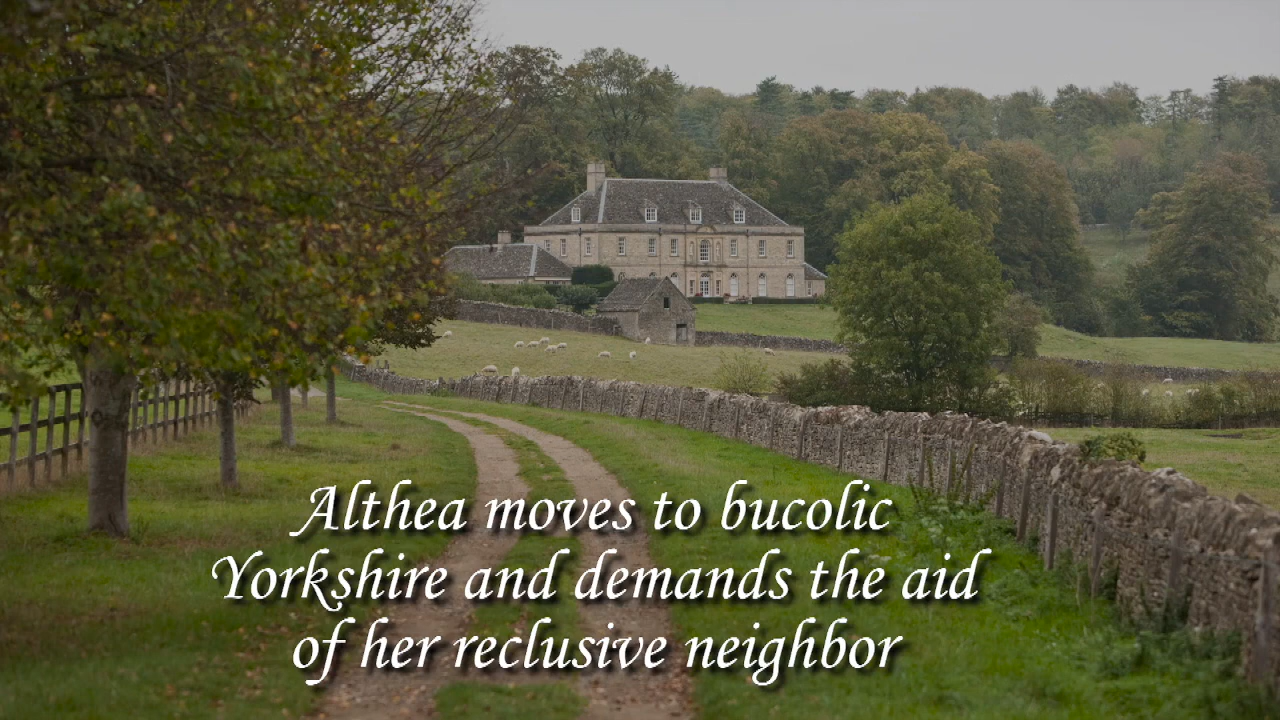 Althea moves to bucolic
Yorkshire and demands the aid
of her reclusive neighbor